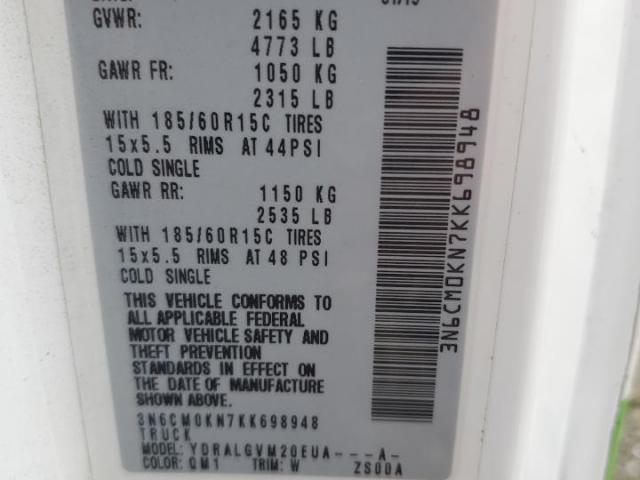 GVWR: 2165 KG
4773 LB
GAWR FR: 1050 KG
2315 LB
WITH 185/60R15C TIRES
15x5.5 RIMS AT 44PSI
COLD SINGLE
GAWR RR: 1150 KG
2535 LB
WITH 185/60R15C TIRES
15x5.5 RIMS AT 48 PSI
COLD SINGLE
THIS VEHICLE CONFORMS TO
ALL APPLICABLE FEDERAL
MOTOR VEHICLE SAFETY AND
THEFT PREVENTION
STANDARDS IN EFFECT ON
THE DATE OF MANUFACTURE
SHOWN ABOVE.
3N6CM0KN7KK698948
TRUCK
MODEL: YDRALGVM20EUA---A-
COLOR: QM1 TRIM: W ZS00A
3N6CM0KN7KK698948